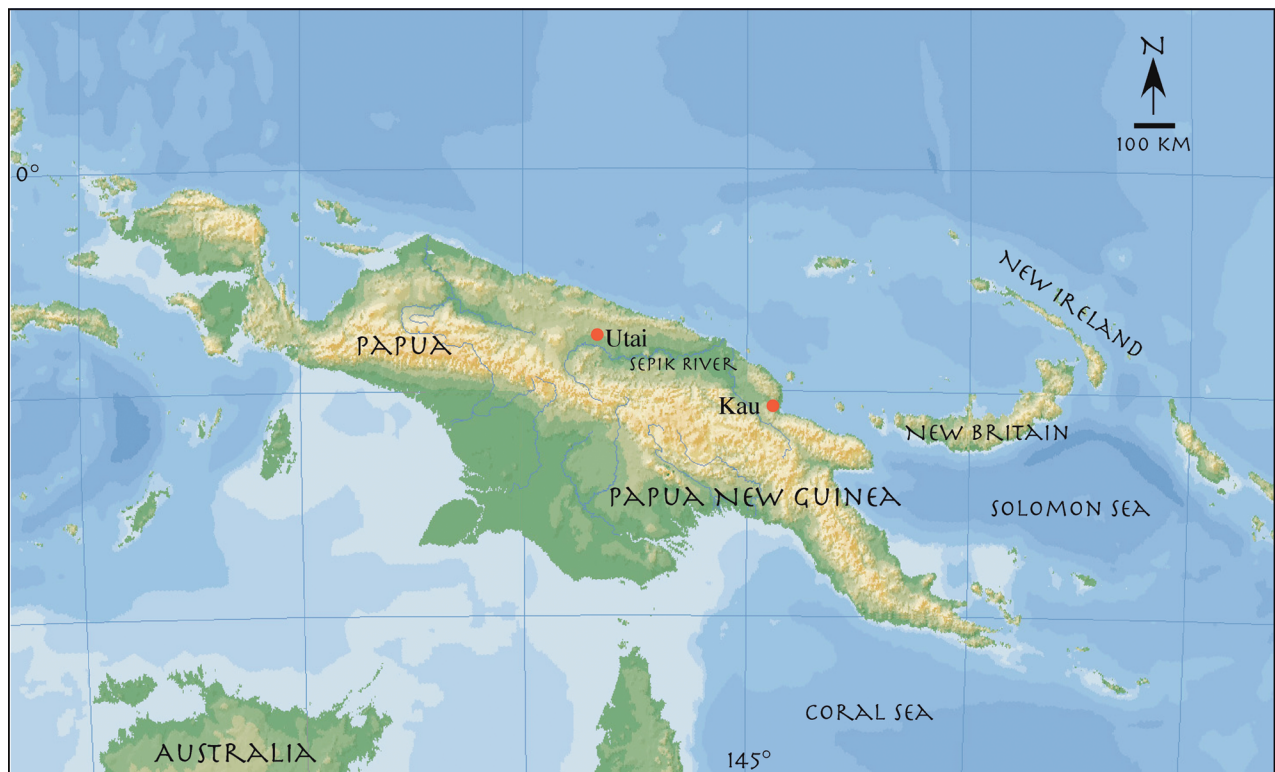 N
100 KM
0°
NEW IRELAND
Utai
PAPUA
SEPIK RIVER
Kau
NEW BRITAIN
PAPUA NEW GUINEA
SOLOMON SEA
CORAL SEA
AUSTRALIA
145°